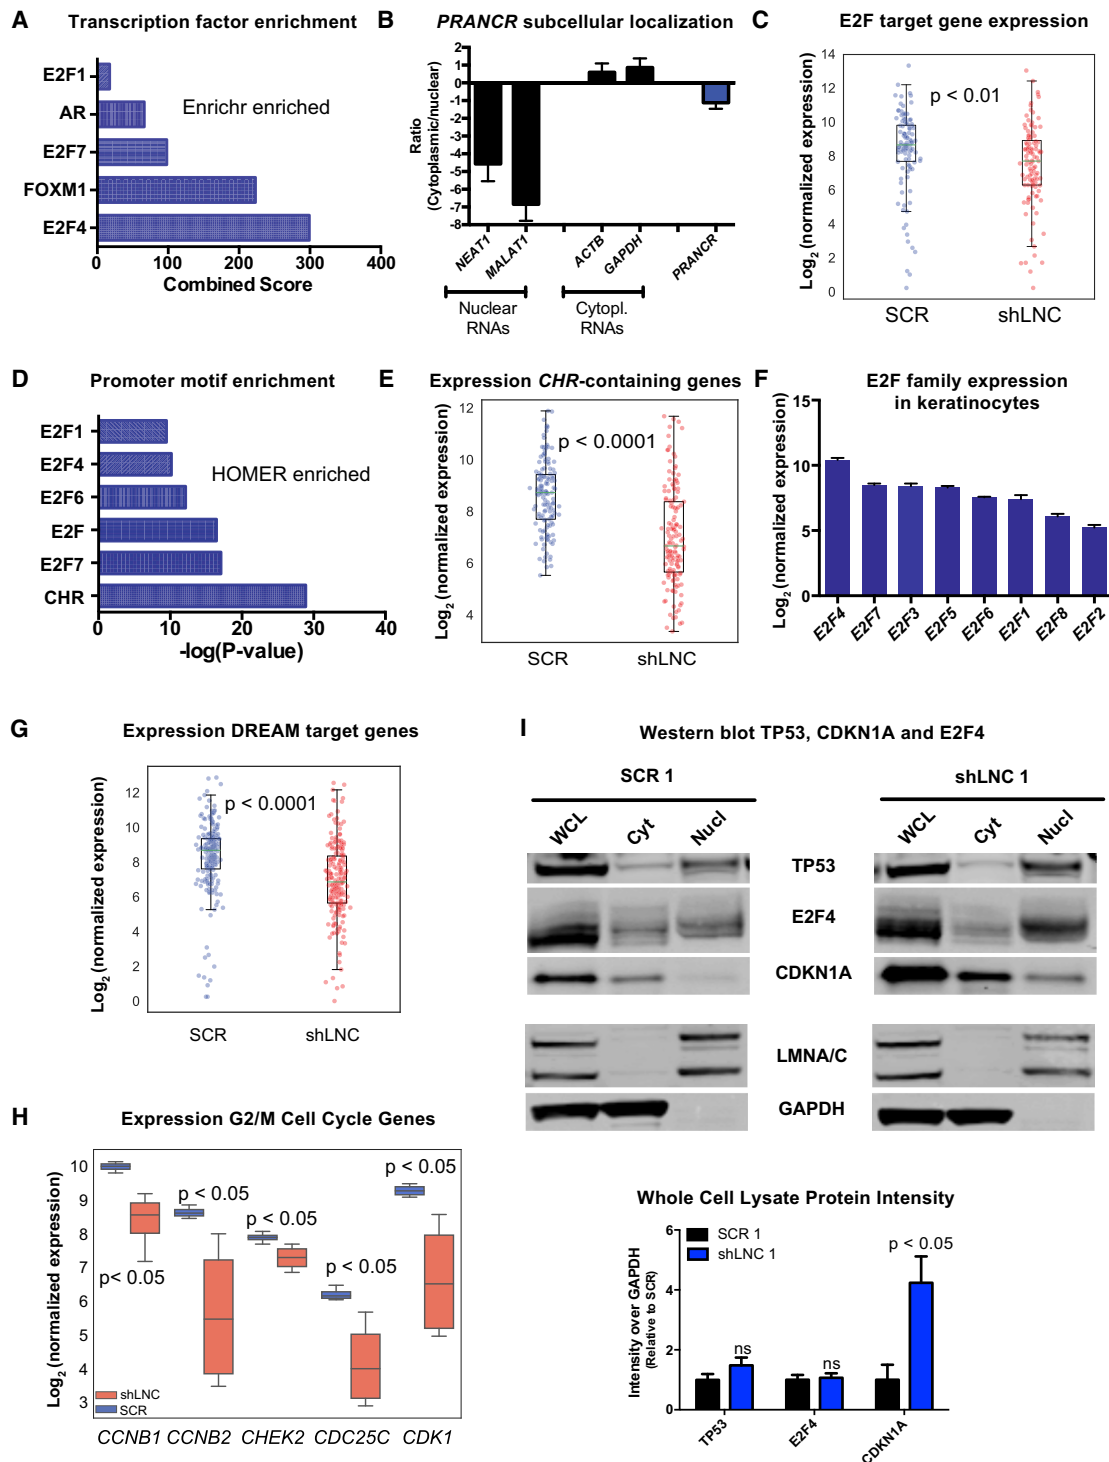 A
Transcription factor enrichment
E2F1
AR
E2F7
FOXM1
E2F4
Enrichr enriched
0 100 200 300 400
Combined Score
B
PRANCR subcellular localization
Ratio
(Cytoplasmic/nuclear)
2
1
0
-1
-2
-3
-4
-5
-6
-7
-8
NEAT1 MALAT1 ACTB GAPDH PRANCR
Nuclear
RNAs
Cytopl.
RNAs
C
E2F target gene expression
Log2 (normalized expression)
14
12
10
8
6
4
2
0
p < 0.01
SCR shLNC
D
Promoter motif enrichment
E2F1
E2F4
E2F6
E2F
E2F7
CHR
HOMER enriched
0 10 20 30 40
-log(P-value)
E
Expression CHR-containing genes
Log2 (normalized expression)
12
10
8
6
4
p < 0.0001
SCR shLNC
F
E2F family expression
in keratinocytes
Log2 (normalized expression)
15
10
5
0
E2F4 E2F7 E2F3 E2F5 E2F6 E2F1 E2F8 E2F2
G
Expression DREAM target genes
Log2 (normalized expression)
12
10
8
6
4
2
0
p < 0.0001
SCR shLNC
H
Expression G2/M Cell Cycle Genes
Log2 (normalized expression)
10
9
8
7
6
5
4
3
p< 0.05
p < 0.05
p < 0.05
p < 0.05
p < 0.05
shLNC
SCR
CCNB1 CCNB2 CHEK2 CDC25C CDK1
I
Western blot TP53, CDKN1A and E2F4
SCR 1 shLNC 1
WCL Cyt Nucl WCL Cyt Nucl
TP53
E2F4
CDKN1A
LMNA/C
GAPDH
Whole Cell Lysate Protein Intensity
Intensity over GAPDH
(Relative to SCR)
6
4
2
0
SCR 1
shLNC 1
p < 0.05
ns
ns
TP53 E2F4 CDKN1A